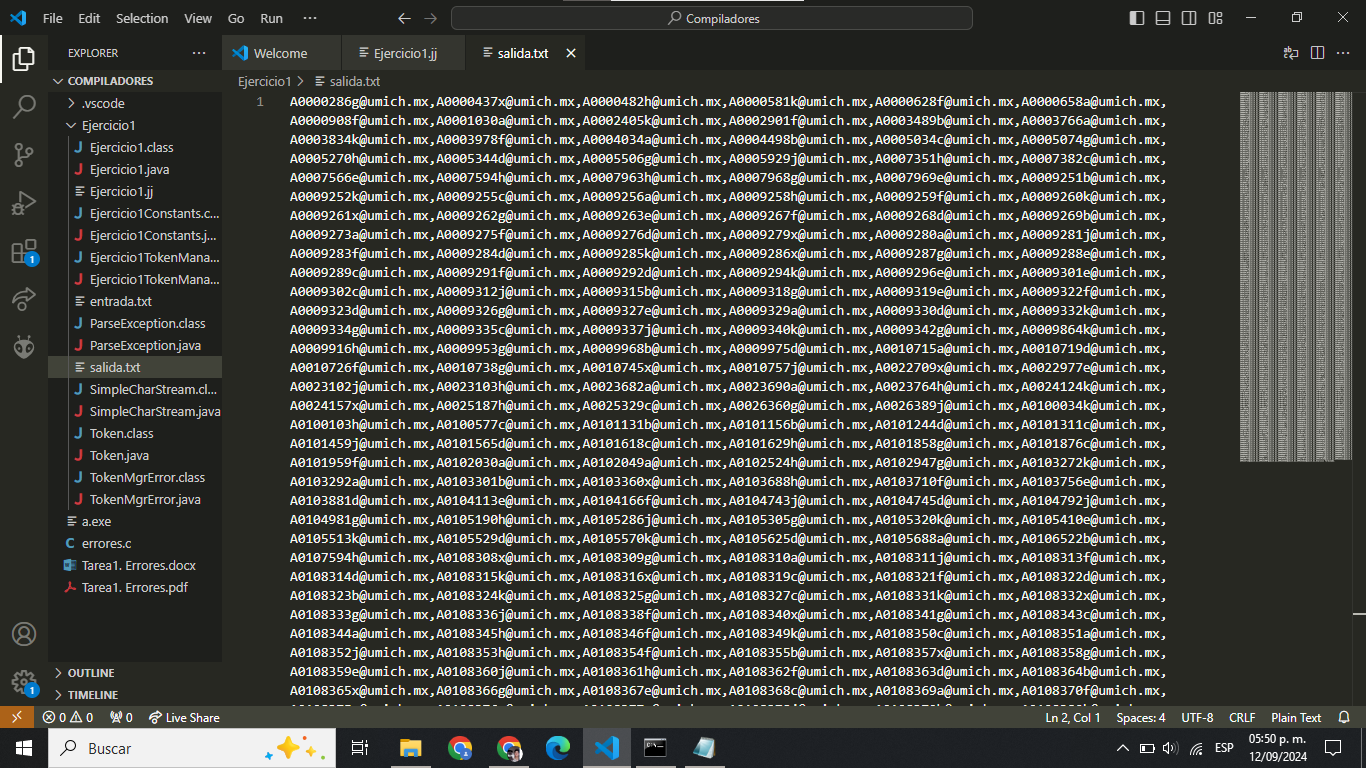 File Edit Selection View Go Run ··· Compiladores
EXPLORER ···
COMPILADORES
.vscode
Ejercicio1
Ejercicio1.class
Ejercicio1.java
Ejercicio1.jj
Ejercicio1Constants.c...
Ejercicio1Constants.j...
Ejercicio1TokenMana...
Ejercicio1TokenMana...
entrada.txt
ParseException.class
ParseException.java
salida.txt
SimpleCharStream.cl...
SimpleCharStream.java
Token.class
Token.java
TokenMgrError.class
TokenMgrError.java
a.exe
errores.c
Tarea1. Errores.docx
Tarea1. Errores.pdf
OUTLINE
TIMELINE
Welcome Ejercicio1.jj salida.txt
Ejercicio1 > salida.txt
1 A0000286g@umich.mx,A0000437x@umich.mx,A0000482h@umich.mx,A0000581k@umich.mx,A0000628f@umich.mx,A0000658a@umich.mx,
A0000908f@umich.mx,A0001030a@umich.mx,A0002405k@umich.mx,A0002901f@umich.mx,A0003489b@umich.mx,A0003766a@umich.mx,
A0003834k@umich.mx,A0003978f@umich.mx,A0004034a@umich.mx,A0004498b@umich.mx,A0005034c@umich.mx,A0005074g@umich.mx,
A0005270h@umich.mx,A0005344d@umich.mx,A0005506g@umich.mx,A0005929j@umich.mx,A0007351h@umich.mx,A0007382c@umich.mx,
A0007566e@umich.mx,A0007594h@umich.mx,A0007963h@umich.mx,A0007968g@umich.mx,A0007969e@umich.mx,A0009251b@umich.mx,
A0009252k@umich.mx,A0009255c@umich.mx,A0009256a@umich.mx,A0009258h@umich.mx,A0009259f@umich.mx,A0009260k@umich.mx,
A0009261x@umich.mx,A0009262g@umich.mx,A0009263e@umich.mx,A0009267f@umich.mx,A0009268d@umich.mx,A0009269b@umich.mx,
A0009273a@umich.mx,A0009275f@umich.mx,A0009276d@umich.mx,A0009279x@umich.mx,A0009280a@umich.mx,A0009281j@umich.mx,
A0009283f@umich.mx,A0009284d@umich.mx,A0009285k@umich.mx,A0009286x@umich.mx,A0009287g@umich.mx,A0009288e@umich.mx,
A0009289c@umich.mx,A0009291f@umich.mx,A0009292d@umich.mx,A0009294k@umich.mx,A0009296e@umich.mx,A0009301e@umich.mx,
A0009302c@umich.mx,A0009312j@umich.mx,A0009315b@umich.mx,A0009318g@umich.mx,A0009319e@umich.mx,A0009322f@umich.mx,
A0009323d@umich.mx,A0009326g@umich.mx,A0009327e@umich.mx,A0009329a@umich.mx,A0009330d@umich.mx,A0009332k@umich.mx,
A0009334g@umich.mx,A0009335c@umich.mx,A0009337j@umich.mx,A0009340k@umich.mx,A0009342g@umich.mx,A0009864k@umich.mx,
A0009916h@umich.mx,A0009953g@umich.mx,A0009968b@umich.mx,A0009975d@umich.mx,A0010715a@umich.mx,A0010719d@umich.mx,
A0010726f@umich.mx,A0010738g@umich.mx,A0010745x@umich.mx,A0010757j@umich.mx,A0022709x@umich.mx,A0022977e@umich.mx,
A0023102j@umich.mx,A0023103h@umich.mx,A0023682a@umich.mx,A0023690a@umich.mx,A0023764h@umich.mx,A0024124k@umich.mx,
A0024157x@umich.mx,A0025187h@umich.mx,A0025329c@umich.mx,A0026360g@umich.mx,A0026389j@umich.mx,A0100034k@umich.mx,
A0100103h@umich.mx,A0100577c@umich.mx,A0101131b@umich.mx,A0101156b@umich.mx,A0101244d@umich.mx,A0101311c@umich.mx,
A0101459j@umich.mx,A0101565d@umich.mx,A0101618c@umich.mx,A0101629h@umich.mx,A0101858g@umich.mx,A0101876c@umich.mx,
A0101959f@umich.mx,A0102030a@umich.mx,A0102049a@umich.mx,A0102524h@umich.mx,A0102947g@umich.mx,A0103272k@umich.mx,
A0103292a@umich.mx,A0103301b@umich.mx,A0103360x@umich.mx,A0103688h@umich.mx,A0103710f@umich.mx,A0103756e@umich.mx,
A0103881d@umich.mx,A0104113e@umich.mx,A0104166f@umich.mx,A0104743j@umich.mx,A0104745d@umich.mx,A0104792j@umich.mx,
A0104981g@umich.mx,A0105190h@umich.mx,A0105286j@umich.mx,A0105305g@umich.mx,A0105320k@umich.mx,A0105410e@umich.mx,
A0105513k@umich.mx,A0105529d@umich.mx,A0105570k@umich.mx,A0105625d@umich.mx,A0105688a@umich.mx,A0106522b@umich.mx,
A0107594h@umich.mx,A0108308x@umich.mx,A0108309g@umich.mx,A0108310a@umich.mx,A0108311j@umich.mx,A0108313f@umich.mx,
A0108314d@umich.mx,A0108315k@umich.mx,A0108316x@umich.mx,A0108319c@umich.mx,A0108321f@umich.mx,A0108322d@umich.mx,
A0108323b@umich.mx,A0108324k@umich.mx,A0108325g@umich.mx,A0108327c@umich.mx,A0108331k@umich.mx,A0108332x@umich.mx,
A0108333g@umich.mx,A0108336j@umich.mx,A0108338f@umich.mx,A0108340x@umich.mx,A0108341g@umich.mx,A0108343c@umich.mx,
A0108344a@umich.mx,A0108345h@umich.mx,A0108346f@umich.mx,A0108349k@umich.mx,A0108350c@umich.mx,A0108351a@umich.mx,
A0108352j@umich.mx,A0108353h@umich.mx,A0108354f@umich.mx,A0108355b@umich.mx,A0108357x@umich.mx,A0108358g@umich.mx,
A0108359e@umich.mx,A0108360j@umich.mx,A0108361h@umich.mx,A0108362f@umich.mx,A0108363d@umich.mx,A0108364b@umich.mx,
A0108365x@umich.mx,A0108366g@umich.mx,A0108367e@umich.mx,A0108368c@umich.mx,A0108369a@umich.mx,A0108370f@umich.mx,
0 0 0 Live Share Ln 2, Col 1 Spaces: 4 UTF-8 CRLF Plain Text
Buscar ESP 05:50 p. m.
12/09/2024